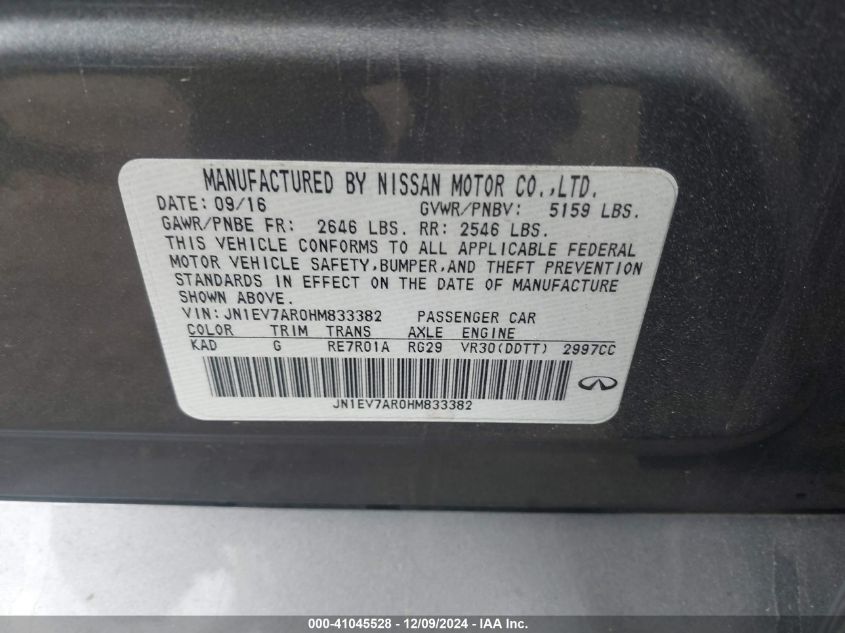 MANUFACTURED BY NISSAN MOTOR CO.,LTD.
DATE: 09/16 GVWR/PNBV: 5159 LBS.
GAWR/PNBE FR: 2646 LBS. RR: 2546 LBS.
THIS VEHICLE CONFORMS TO ALL APPLICABLE FEDERAL
MOTOR VEHICLE SAFETY,BUMPER,AND THEFT PREVENTION
STANDARDS IN EFFECT ON THE DATE OF MANUFACTURE
SHOWN ABOVE.
VIN: JN1EV7AR0HM833382 PASSENGER CAR
COLOR TRIM TRANS AXLE ENGINE
KAD G RE7R01A RG29 VR30(DDTT) 2997CC
JN1EV7AR0HM833382
000-41045528 - 12/09/2024 - IAA Inc.